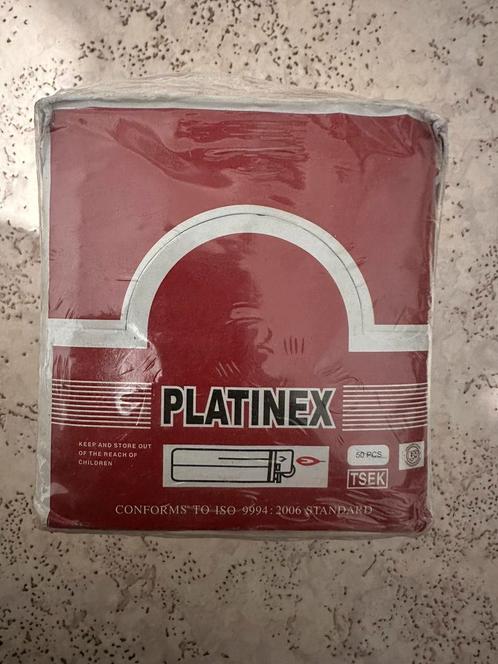 PLATINEX
KEEP AND STORE OUT
OF THE REACH OF
CHILDREN
50 PCS
TSEK
CONFORMS TO ISO 9994 : 2006 STANDARD